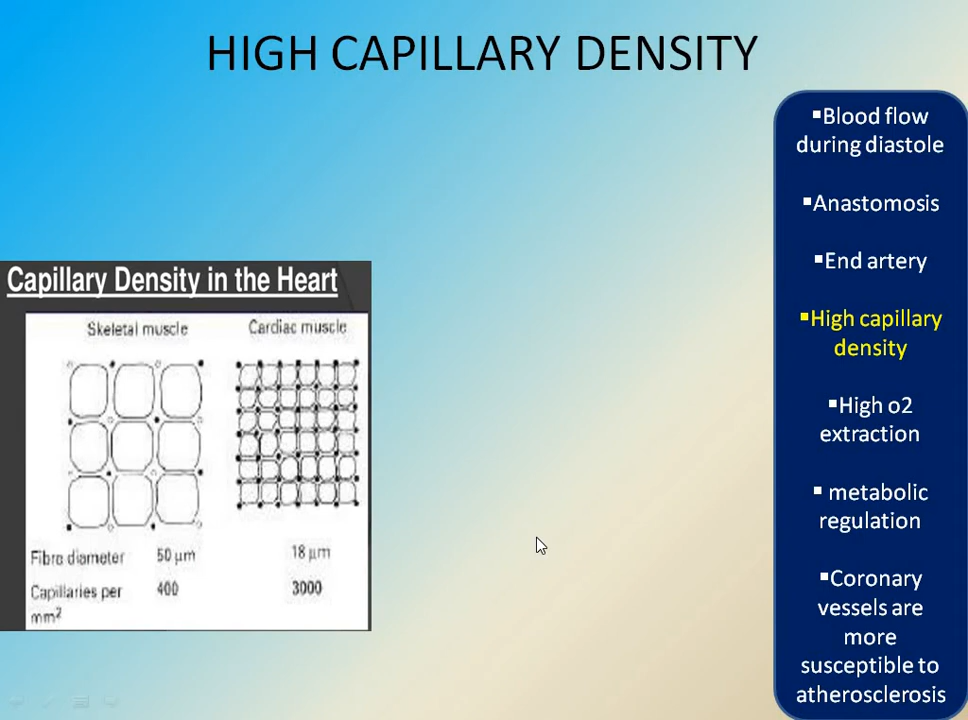 HIGH CAPILLARY DENSITY
▪Blood flow
during diastole
▪Anastomosis
▪End artery
▪High capillary
density
▪High o2
extraction
▪ metabolic
regulation
▪Coronary
vessels are
more
susceptible to
atherosclerosis
Capillary Density in the Heart
Skeletal muscle Cardiac muscle
Fibre diameter 50 µm 18 µm
Capillaries per 400 3000
mm²